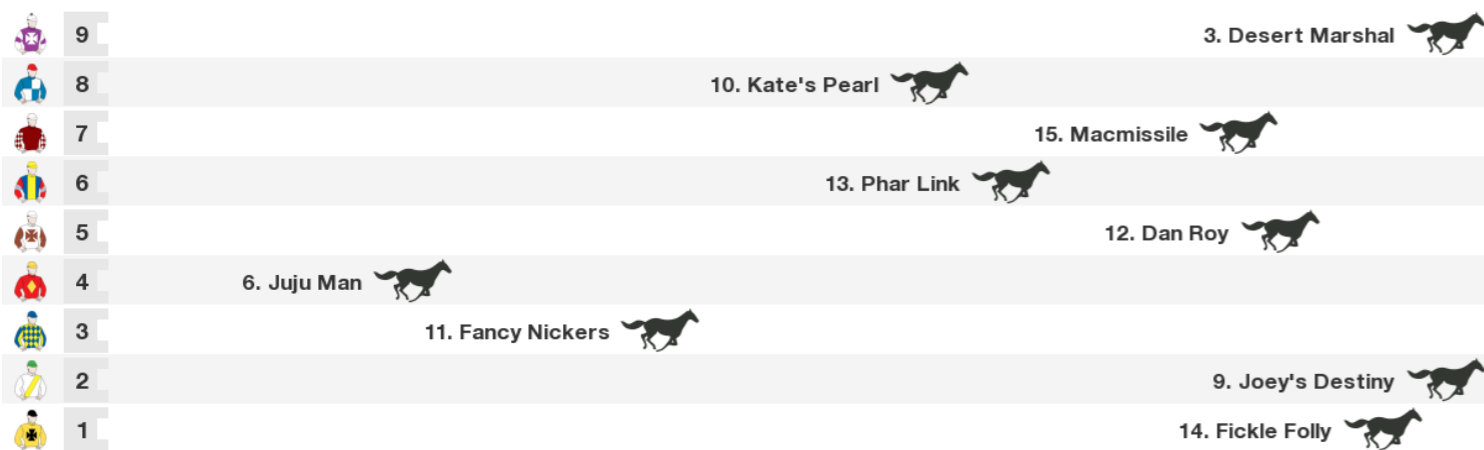 9 3. Desert Marshal
8 10. Kate's Pearl
7 15. Macmissile
6 13. Phar Link
5 12. Dan Roy
4 6. Juju Man
3 11. Fancy Nickers
2 9. Joey's Destiny
1 14. Fickle Folly